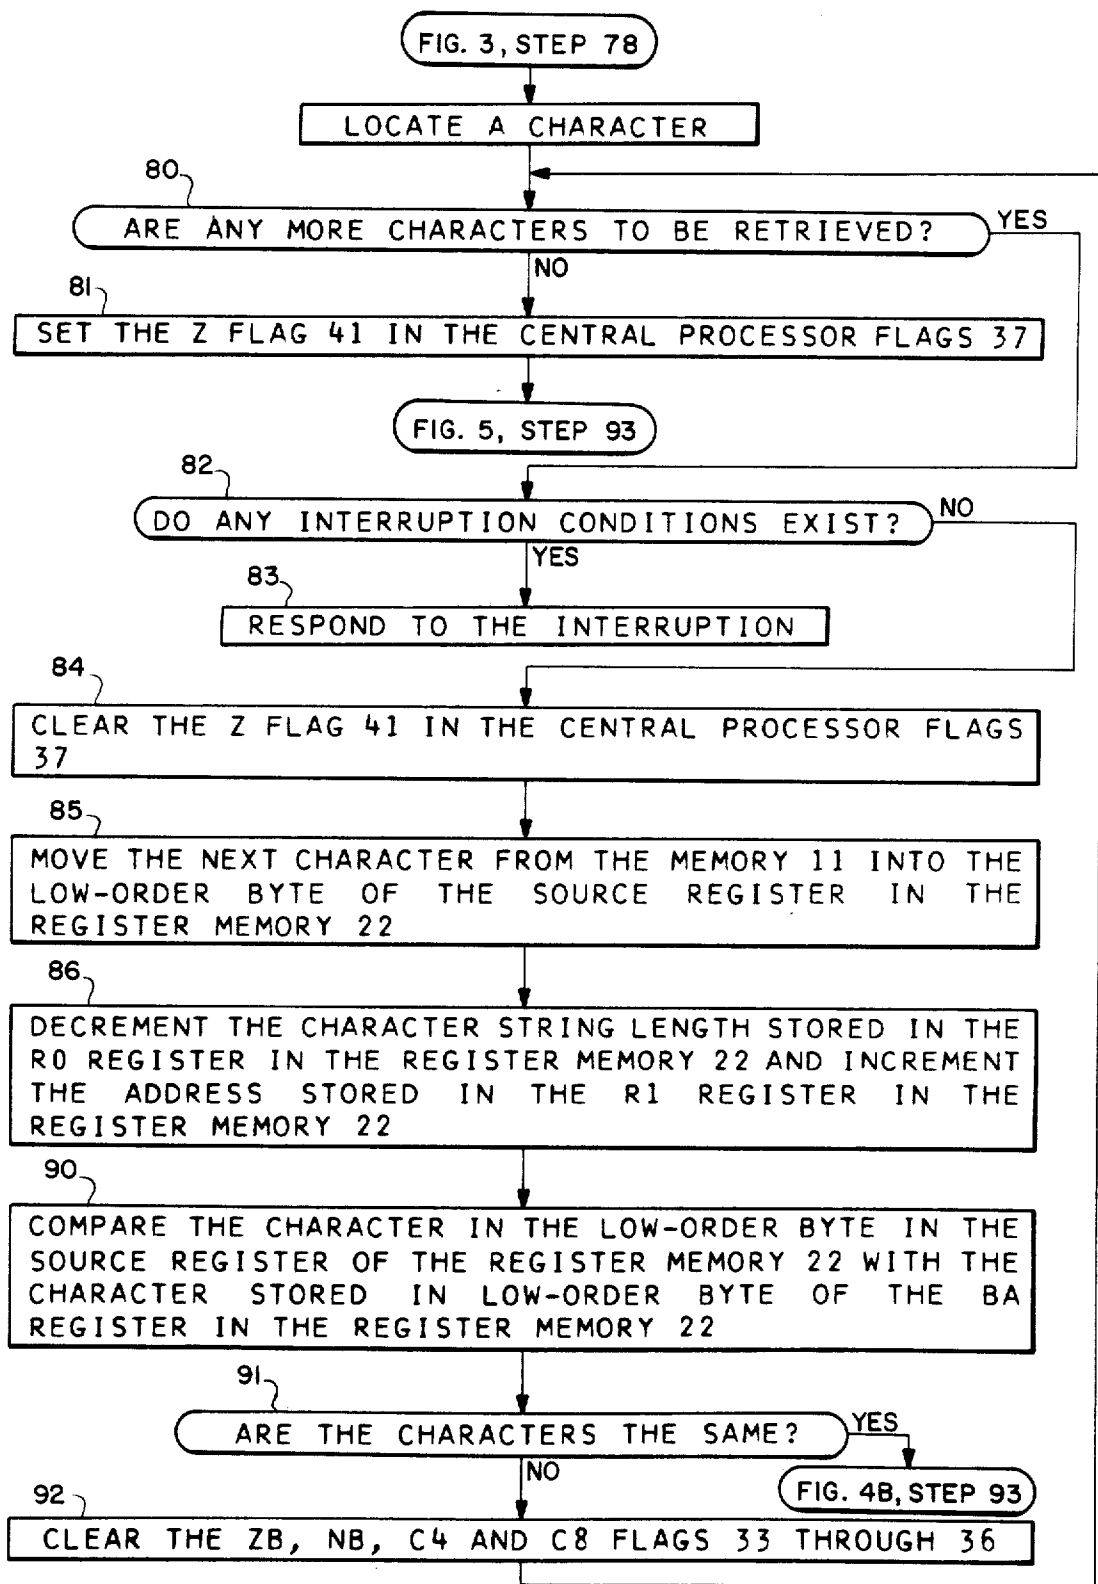 FIG. 3, STEP 78
LOCATE A CHARACTER
80
ARE ANY MORE CHARACTERS TO BE RETRIEVED?
YES
NO
81
SET THE Z FLAG 41 IN THE CENTRAL PROCESSOR FLAGS 37
FIG. 5, STEP 93
82
DO ANY INTERRUPTION CONDITIONS EXIST?
NO
YES
83
RESPOND TO THE INTERRUPTION
84
CLEAR THE Z FLAG 41 IN THE CENTRAL PROCESSOR FLAGS
37
85
MOVE THE NEXT CHARACTER FROM THE MEMORY 11 INTO THE
LOW-ORDER BYTE OF THE SOURCE REGISTER IN THE
REGISTER MEMORY 22
86
DECREMENT THE CHARACTER STRING LENGTH STORED IN THE
R0 REGISTER IN THE REGISTER MEMORY 22 AND INCREMENT
THE ADDRESS STORED IN THE R1 REGISTER IN THE
REGISTER MEMORY 22
90
COMPARE THE CHARACTER IN THE LOW-ORDER BYTE IN THE
SOURCE REGISTER OF THE REGISTER MEMORY 22 WITH THE
CHARACTER STORED IN LOW-ORDER BYTE OF THE BA
REGISTER IN THE REGISTER MEMORY 22
91
ARE THE CHARACTERS THE SAME?
YES
NO
FIG. 4B, STEP 93
92
CLEAR THE ZB, NB, C4 AND C8 FLAGS 33 THROUGH 36